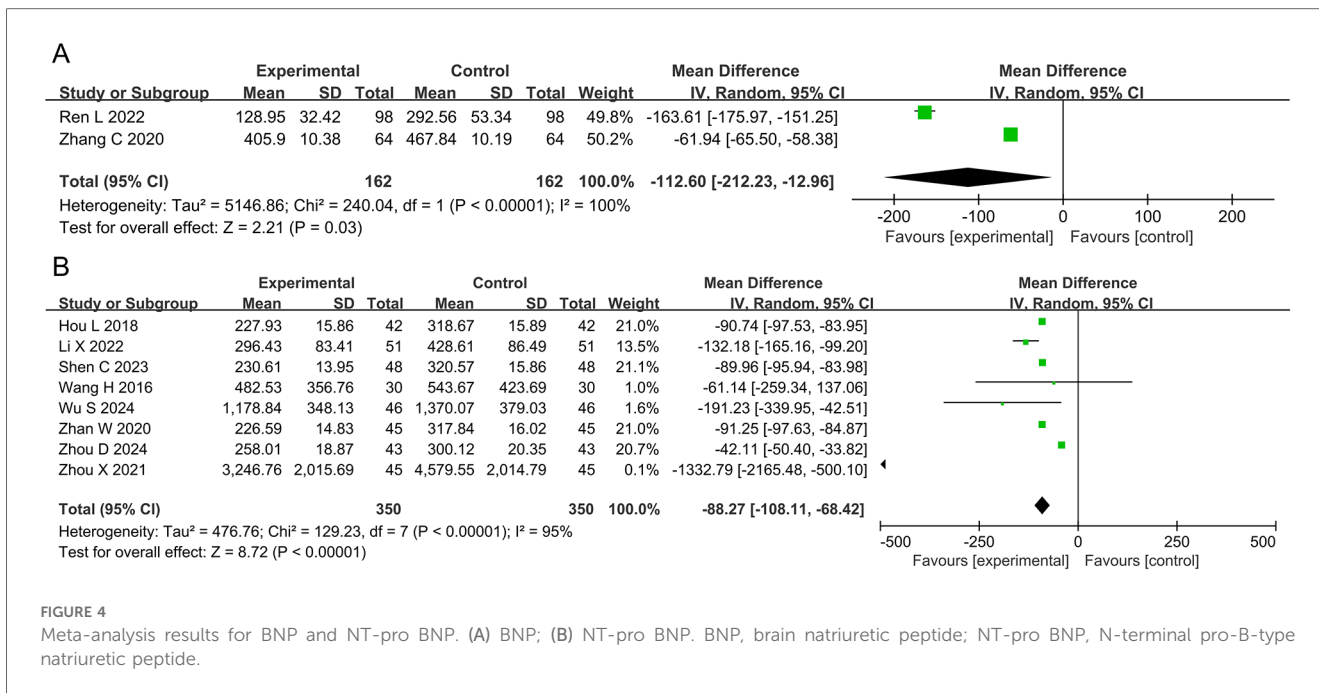 A
Experimental Control Mean Difference Mean Difference
Study or Subgroup Mean SD Total Mean SD Total Weight IV, Random, 95% CI IV, Random, 95% CI
Ren L 2022 128.95 32.42 98 292.56 53.34 98 49.8% -163.61 [-175.97, -151.25]
Zhang C 2020 405.9 10.38 64 467.84 10.19 64 50.2% -61.94 [-65.50, -58.38]
Total (95% CI) 162 162 100.0% -112.60 [-212.23, -12.96]
Heterogeneity: Tau² = 5146.86; Chi² = 240.04, df = 1 (P < 0.00001); I² = 100%
Test for overall effect: Z = 2.21 (P = 0.03)
-200 -100 0 100 200
Favours [experimental] Favours [control]
B
Experimental Control Mean Difference Mean Difference
Study or Subgroup Mean SD Total Mean SD Total Weight IV, Random, 95% CI IV, Random, 95% CI
Hou L 2018 227.93 15.86 42 318.67 15.89 42 21.0% -90.74 [-97.53, -83.95]
Li X 2022 296.43 83.41 51 428.61 86.49 51 13.5% -132.18 [-165.16, -99.20]
Shen C 2023 230.61 13.95 48 320.57 15.86 48 21.1% -89.96 [-95.94, -83.98]
Wang H 2016 482.53 356.76 30 543.67 423.69 30 1.0% -61.14 [-259.34, 137.06]
Wu S 2024 1,178.84 348.13 46 1,370.07 379.03 46 1.6% -191.23 [-339.95, -42.51]
Zhan W 2020 226.59 14.83 45 317.84 16.02 45 21.0% -91.25 [-97.63, -84.87]
Zhou D 2024 258.01 18.87 43 300.12 20.35 43 20.7% -42.11 [-50.40, -33.82]
Zhou X 2021 3,246.76 2,015.69 45 4,579.55 2,014.79 45 0.1% -1332.79 [-2165.48, -500.10]
Total (95% CI) 350 350 100.0% -88.27 [-108.11, -68.42]
Heterogeneity: Tau² = 476.76; Chi² = 129.23, df = 7 (P < 0.00001); I² = 95%
Test for overall effect: Z = 8.72 (P < 0.00001)
-500 -250 0 250 500
Favours [experimental] Favours [control]
FIGURE 4
Meta-analysis results for BNP and NT-pro BNP. (A) BNP; (B) NT-pro BNP. BNP, brain natriuretic peptide; NT-pro BNP, N-terminal pro-B-type
natriuretic peptide.